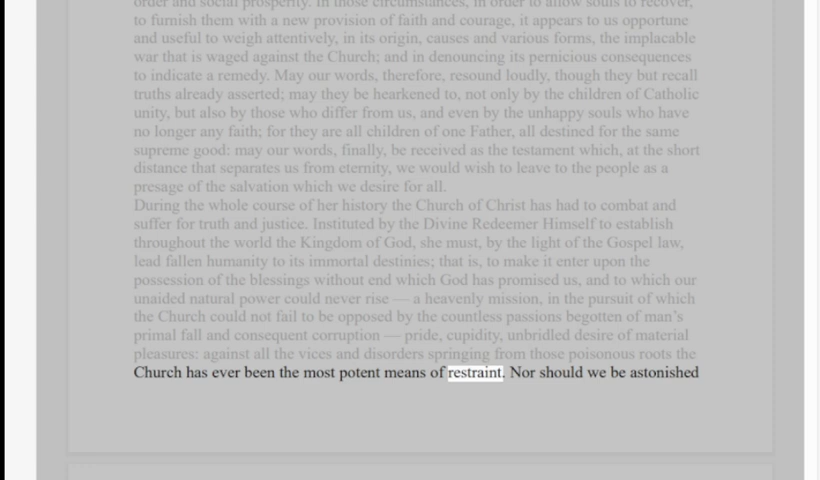 order and social prosperity. In those circumstances, in order to allow souls to recover,
to furnish them with a new provision of faith and courage, it appears to us opportune
and useful to weigh attentively, in its origin, causes and various forms, the implacable
war that is waged against the Church; and in denouncing its pernicious consequences
to indicate a remedy. May our words, therefore, resound loudly, though they but recall
truths already asserted; may they be hearkened to, not only by the children of Catholic
unity, but also by those who differ from us, and even by the unhappy souls who have
no longer any faith; for they are all children of one Father, all destined for the same
supreme good: may our words, finally, be received as the testament which, at the short
distance that separates us from eternity, we would wish to leave to the people as a
presage of the salvation which we desire for all.
During the whole course of her history the Church of Christ has had to combat and
suffer for truth and justice. Instituted by the Divine Redeemer Himself to establish
throughout the world the Kingdom of God, she must, by the light of the Gospel law,
lead fallen humanity to its immortal destinies; that is, to make it enter upon the
possession of the blessings without end which God has promised us, and to which our
unaided natural power could never rise — a heavenly mission, in the pursuit of which
the Church could not fail to be opposed by the countless passions begotten of man's
primal fall and consequent corruption — pride, cupidity, unbridled desire of material
pleasures: against all the vices and disorders springing from those poisonous roots the
Church has ever been the most potent means of restraint. Nor should we be astonished